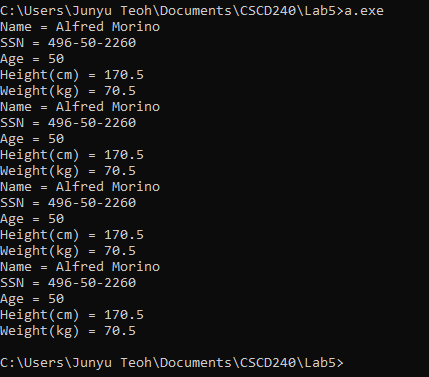 C:\Users\Junyu Teoh\Documents\CSCD240\Lab5>a.exe
Name = Alfred Morino
SSN = 496-50-2260
Age = 50
Height(cm) = 170.5
Weight(kg) = 70.5
Name = Alfred Morino
SSN = 496-50-2260
Age = 50
Height(cm) = 170.5
Weight(kg) = 70.5
Name = Alfred Morino
SSN = 496-50-2260
Age = 50
Height(cm) = 170.5
Weight(kg) = 70.5
Name = Alfred Morino
SSN = 496-50-2260
Age = 50
Height(cm) = 170.5
Weight(kg) = 70.5
C:\Users\Junyu Teoh\Documents\CSCD240\Lab5>